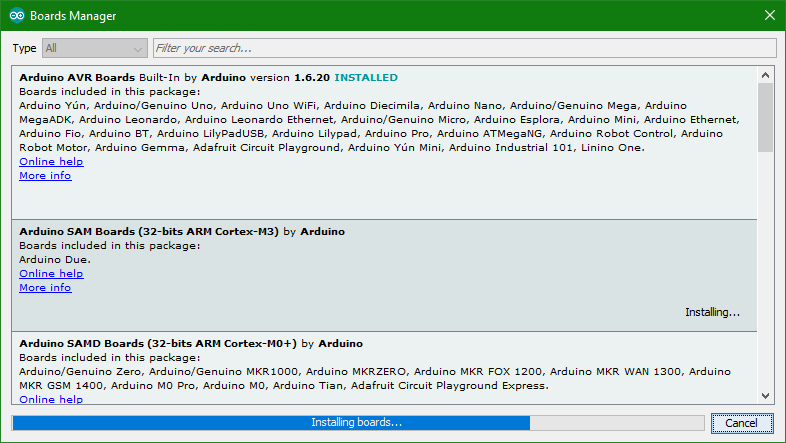 Boards Manager
Type All Filter your search...
Arduino AVR Boards Built-In by Arduino version 1.6.20 INSTALLED
Boards included in this package:
Arduino Yún, Arduino/Genuino Uno, Arduino Uno WiFi, Arduino Diecimila, Arduino Nano, Arduino/Genuino Mega, Arduino
MegaADK, Arduino Leonardo, Arduino Leonardo Ethernet, Arduino/Genuino Micro, Arduino Esplora, Arduino Mini, Arduino Ethernet,
Arduino Fio, Arduino BT, Arduino LilyPadUSB, Arduino Lilypad, Arduino Pro, Arduino ATMegaNG, Arduino Robot Control, Arduino
Robot Motor, Arduino Gemma, Adafruit Circuit Playground, Arduino Yún Mini, Arduino Industrial 101, Linino One.
Online help
More info
Arduino SAM Boards (32-bits ARM Cortex-M3) by Arduino
Boards included in this package:
Arduino Due.
Online help
More info
Installing...
Arduino SAMD Boards (32-bits ARM Cortex-M0+) by Arduino
Boards included in this package:
Arduino/Genuino Zero, Arduino/Genuino MKR1000, Arduino MKRZERO, Arduino MKR FOX 1200, Arduino MKR WAN 1300, Arduino
MKR GSM 1400, Arduino M0 Pro, Arduino M0, Arduino Tian, Adafruit Circuit Playground Express.
Online help
Installing boards...
Cancel